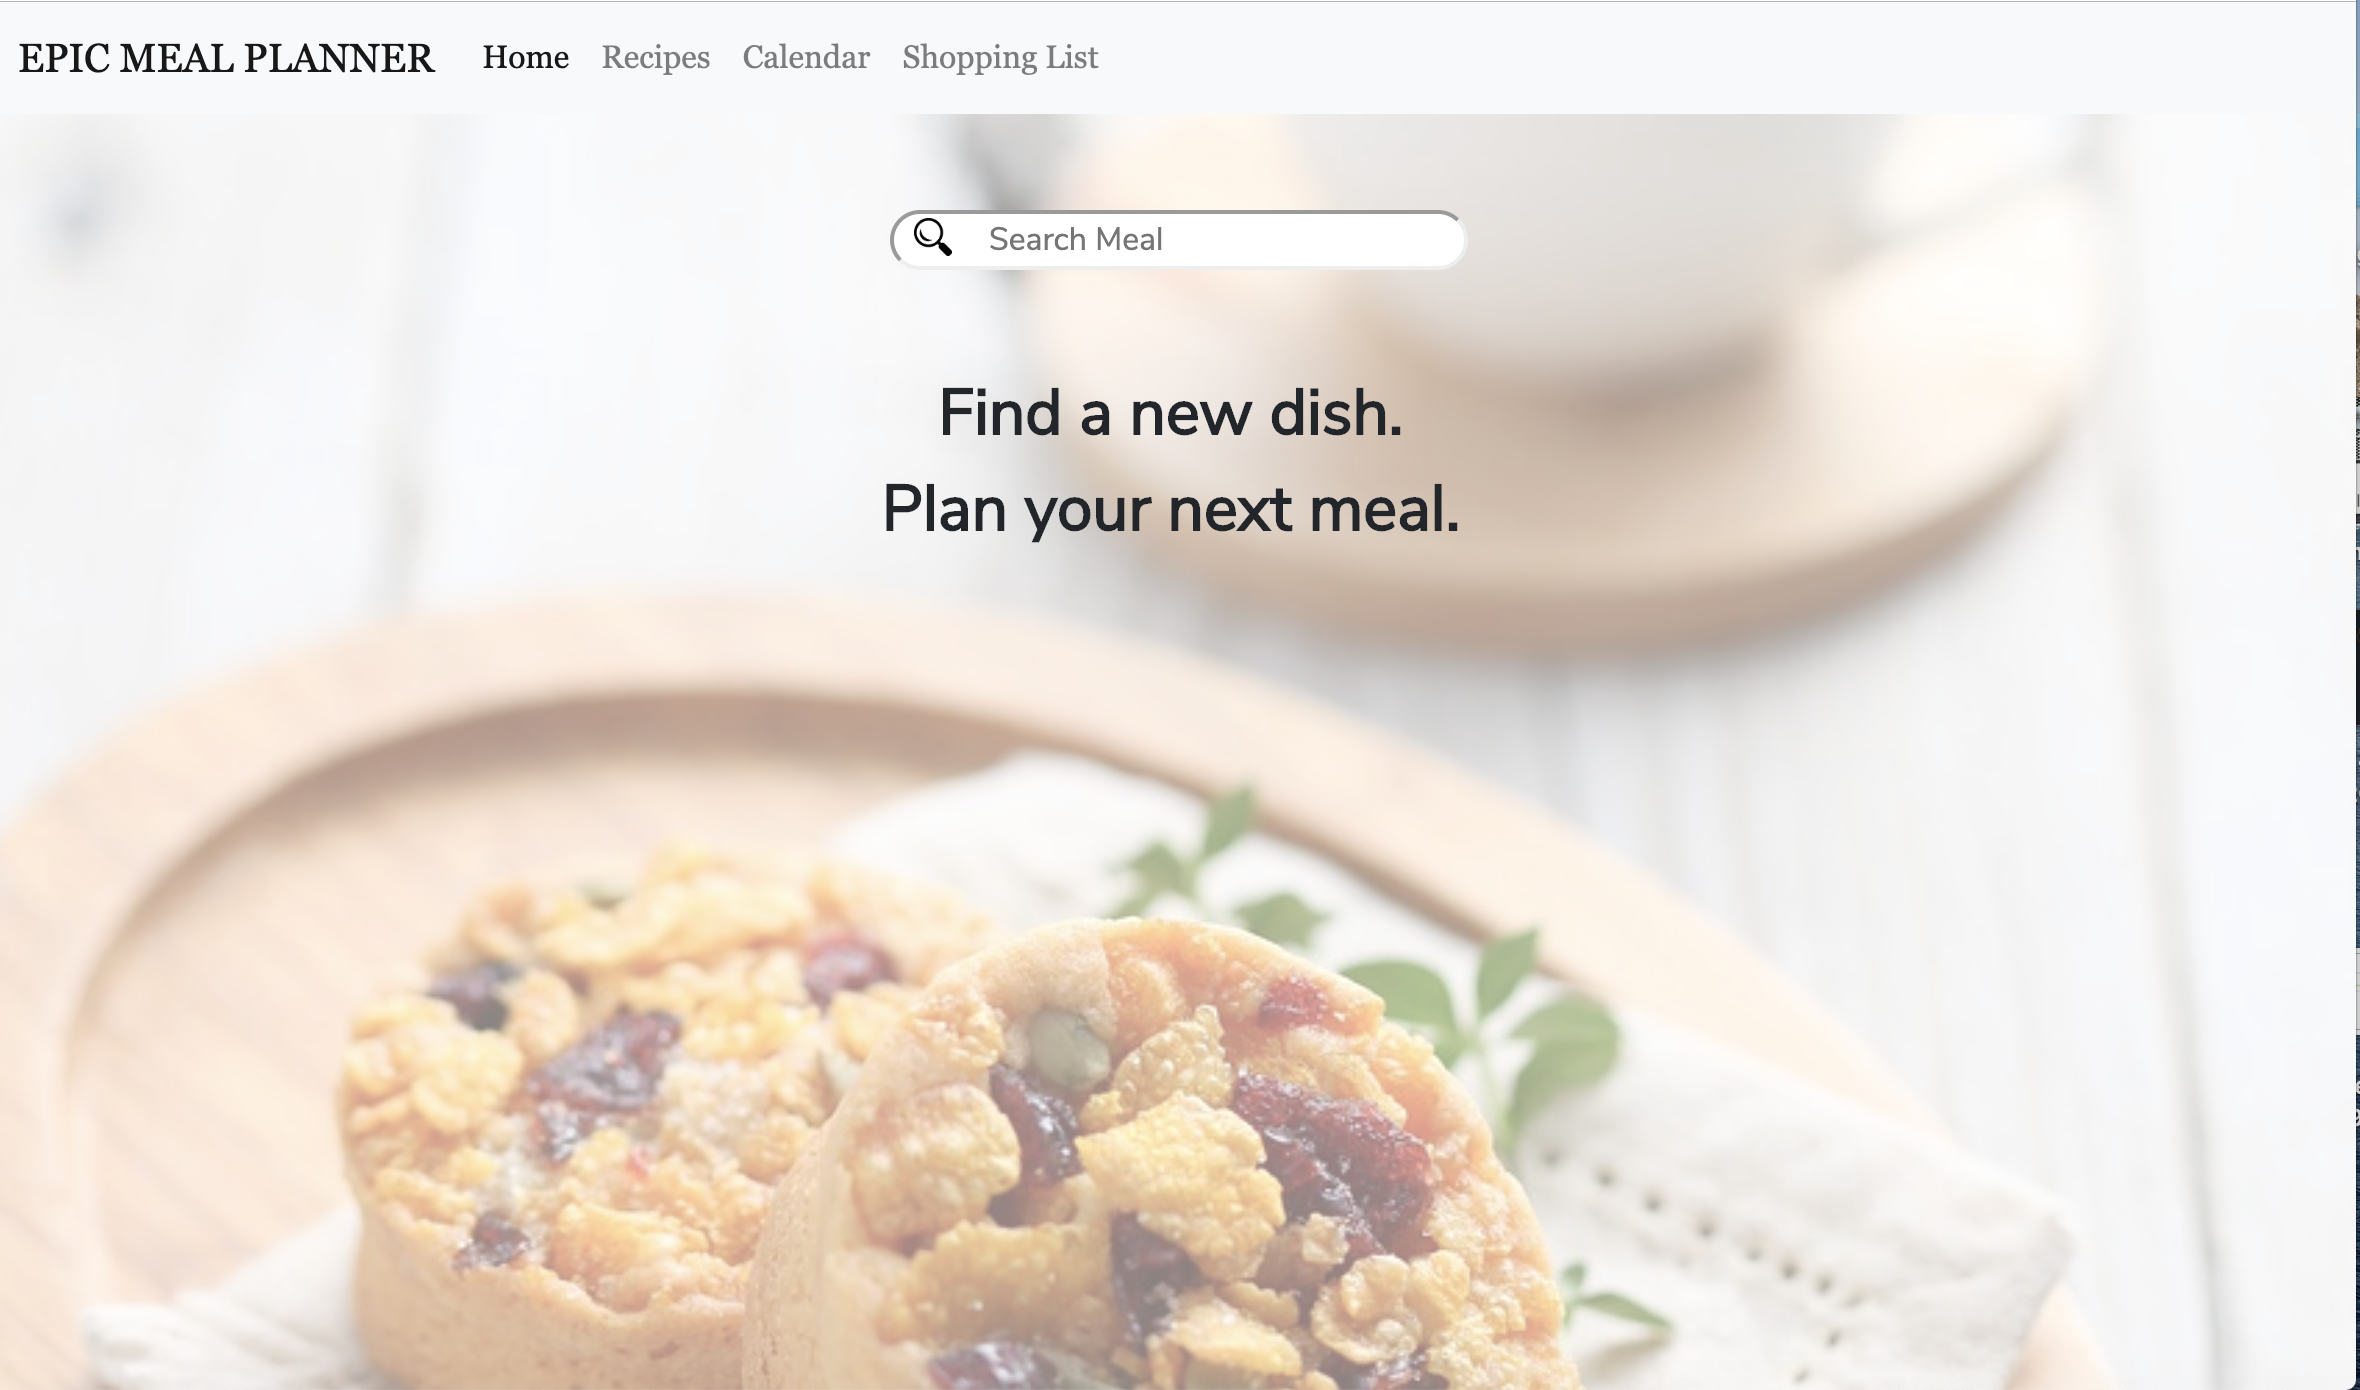 EPIC MEAL PLANNER Home Recipes Calendar Shopping List
Search Meal
Find a new dish.
Plan your next meal.